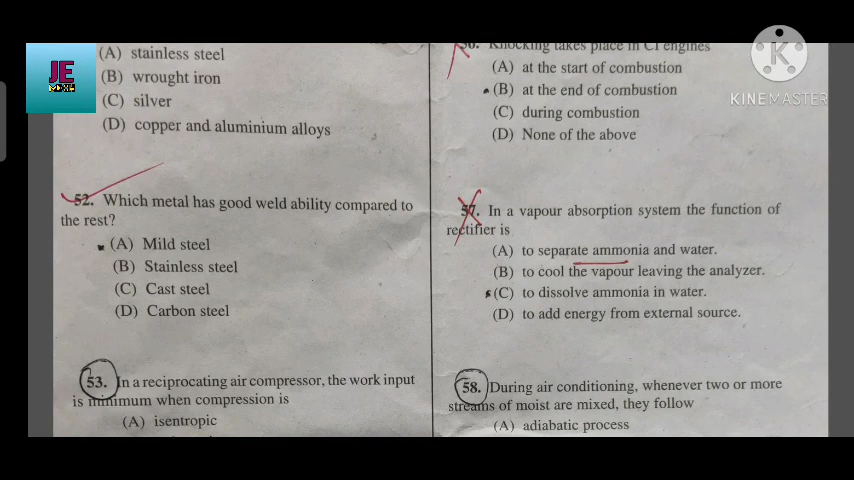 JE
KINEMASTER
(A) stainless steel
(B) wrought iron
(C) silver
(D) copper and aluminium alloys
52. Which metal has good weld ability compared to
the rest?
(A) Mild steel
(B) Stainless steel
(C) Cast steel
(D) Carbon steel
53. In a reciprocating air compressor, the work input
is minimum when compression is
(A) isentropic
56. Knocking takes place in CI engines
(A) at the start of combustion
(B) at the end of combustion
(C) during combustion
(D) None of the above
57. In a vapour absorption system the function of
rectifier is
(A) to separate ammonia and water.
(B) to cool the vapour leaving the analyzer.
(C) to dissolve ammonia in water.
(D) to add energy from external source.
58. During air conditioning, whenever two or more
streams of moist are mixed, they follow
(A) adiabatic process